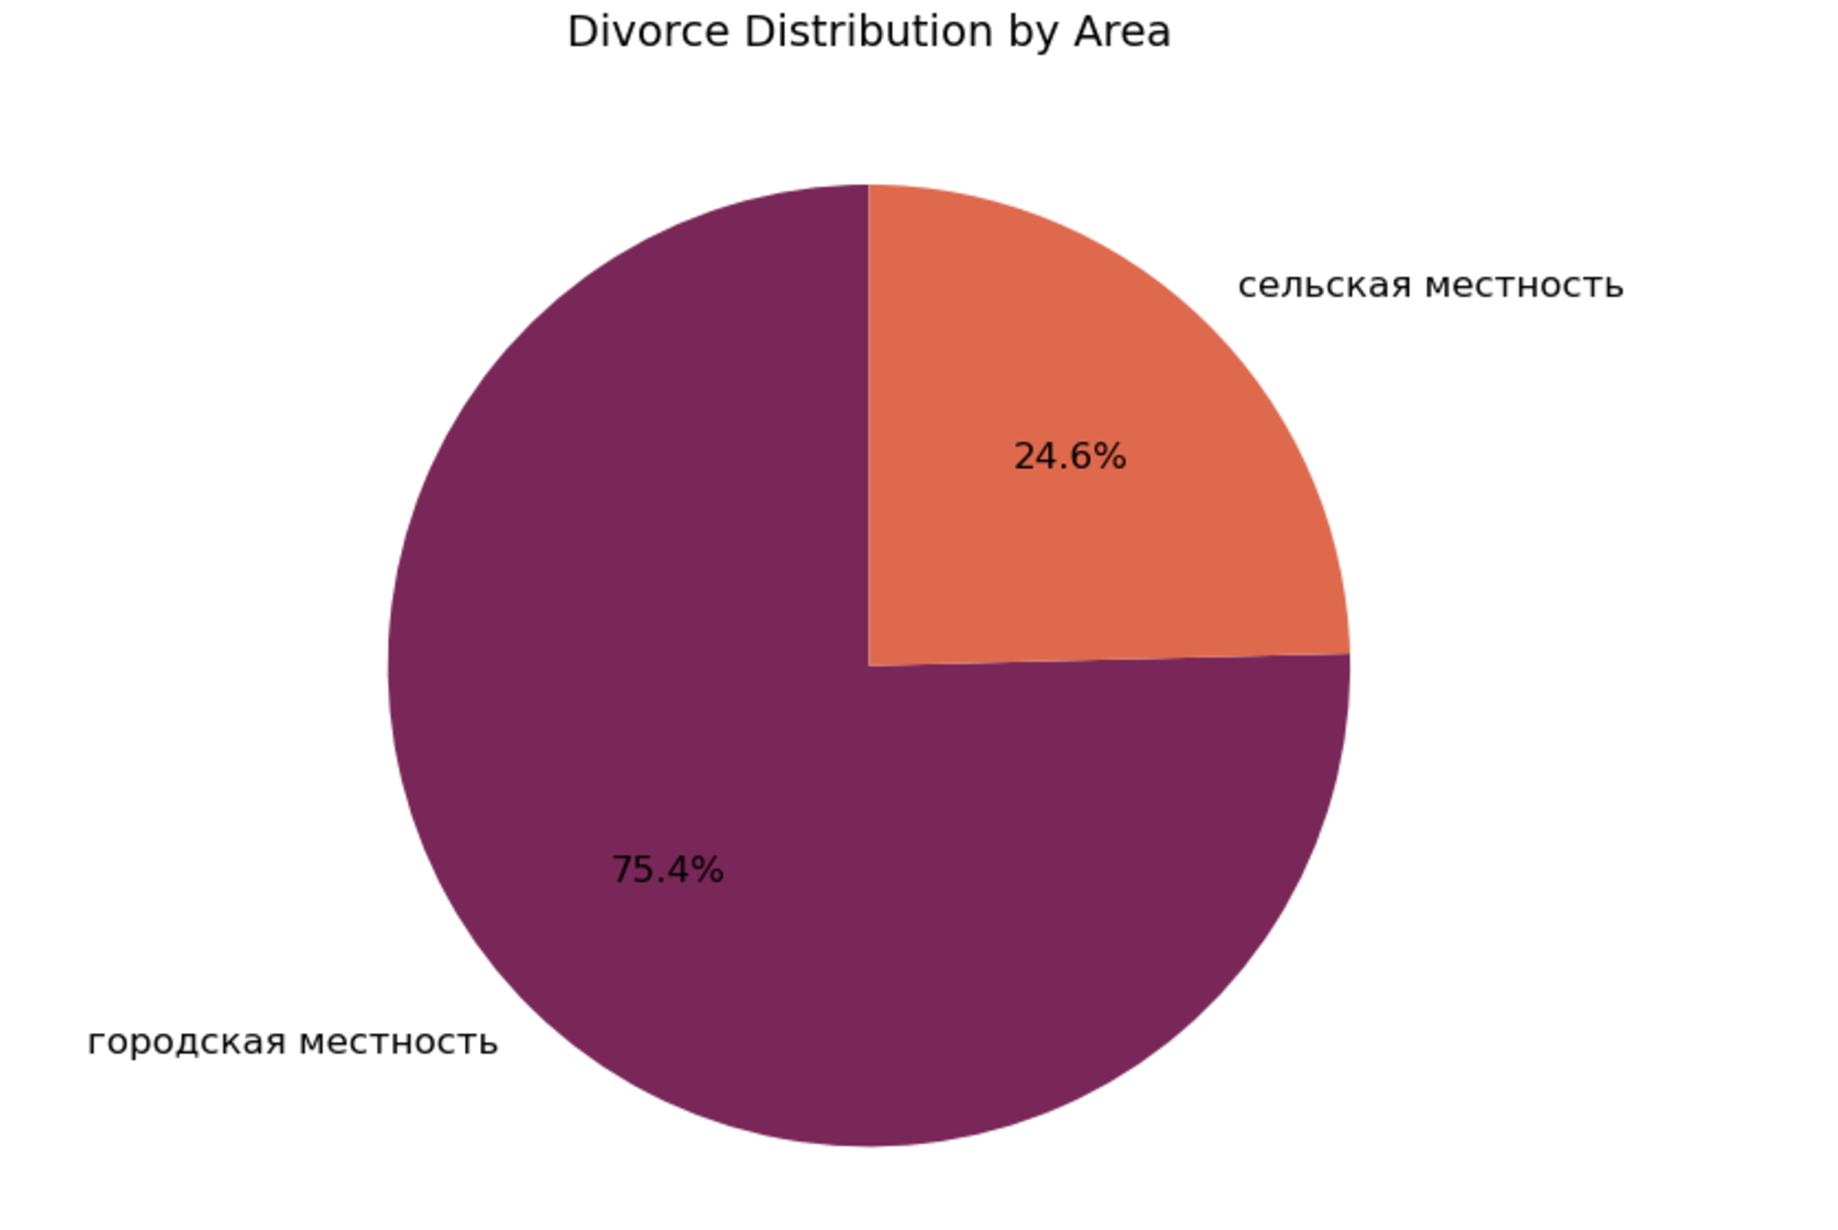 Divorce Distribution by Area
сельская местность
24.6%
75.4%
городская местность